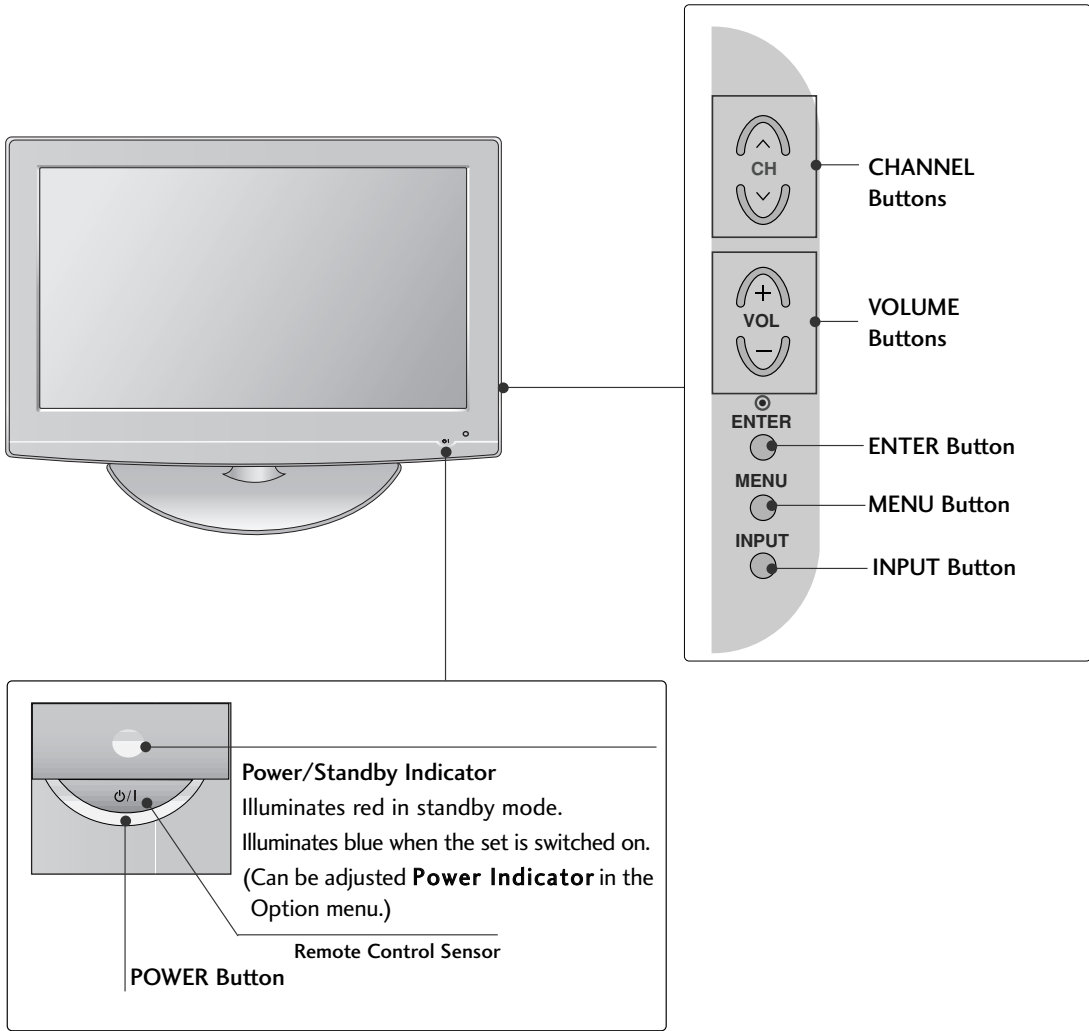 CH
CHANNEL
Buttons
+
VOL
−
VOLUME
Buttons
ENTER
ENTER Button
MENU
MENU Button
INPUT
INPUT Button
Power/Standby Indicator
Illuminates red in standby mode.
Illuminates blue when the set is switched on.
(Can be adjusted Power Indicator in the
Option menu.)
⏻/I
Remote Control Sensor
POWER Button